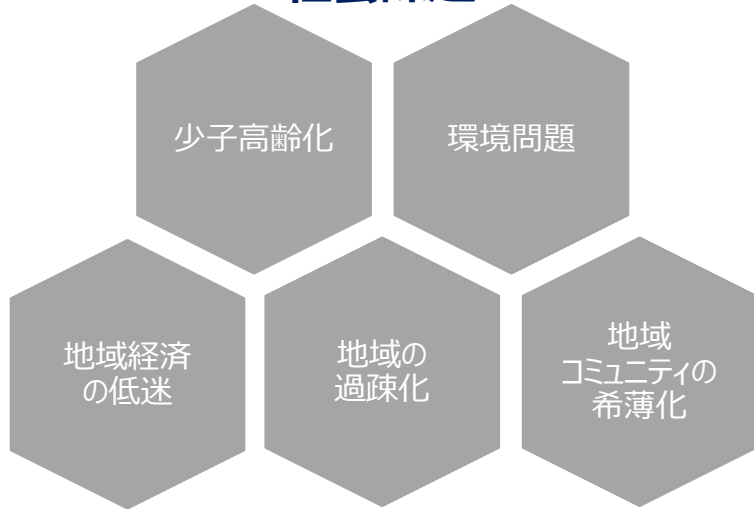 少子高齢化
環境問題
地域経済
の低迷
地域の
過疎化
地域
コミュニティの
希薄化